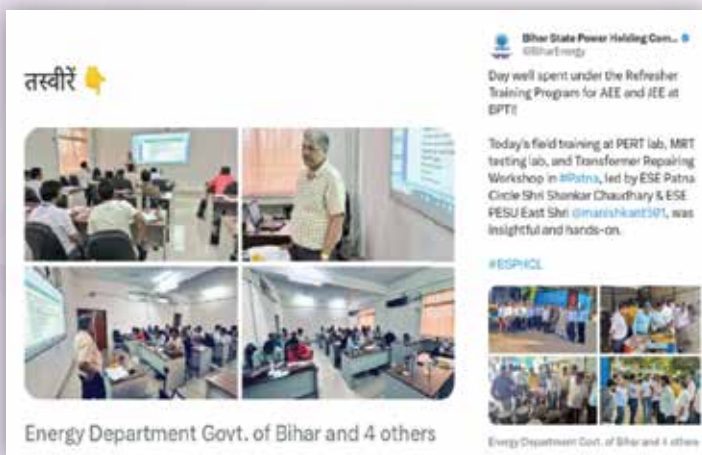 तस्वीरें 👇
Energy Department Govt. of Bihar and 4 others
Bihar State Power Holding Com...
@BiharEnergy
Day well spent under the Refresher
Training Program for AEE and JEE at
BPTI!
Today's field training at PERT lab, MRT
testing lab, and Transformer Repairing
Workshop in #Patna, led by ESE Patna
Circle Shri Shankar Chaudhary & ESE
PESU East Shri @manishkant501, was
insightful and hands-on.
#BSPHCL
Energy Department Govt. of Bihar and 4 others